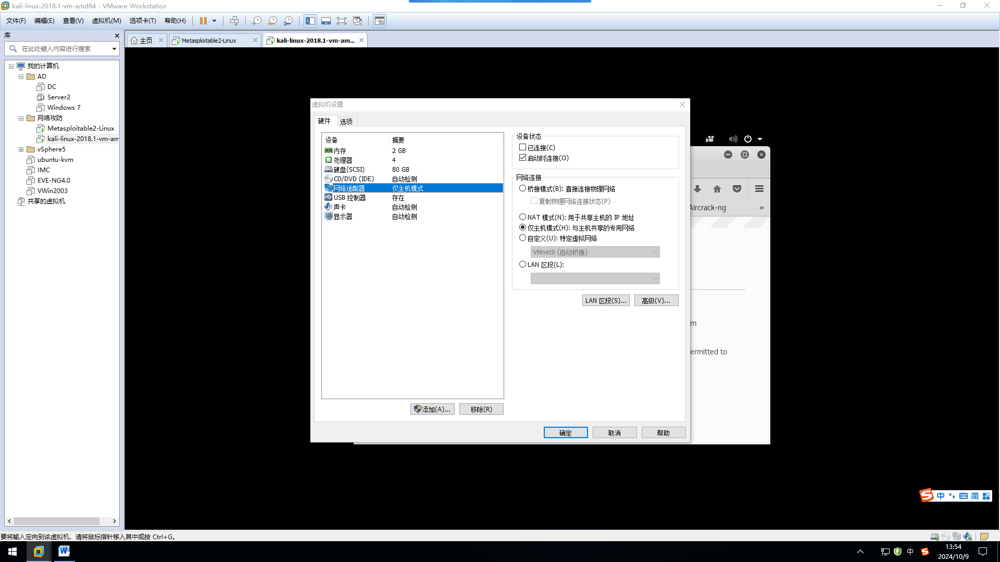 kali-linux-2018.1-vm-amd64 - VMware Workstation
文件(F) 编辑(E) 查看(V) 虚拟机(M) 选项卡(T) 帮助(H)
库
在此处键入内容进行搜索
我的计算机
AD
DC
Server2
Windows 7
网络攻防
Metasploitable2-Linux
kali-linux-2018.1-vm-am
vSphere5
ubuntu-kvm
IMC
EVE-NG4.0
VWin2003
共享的虚拟机
主页
Metasploitable2-Linux
kali-linux-2018.1-vm-am...
虚拟机设置
硬件 选项
设备 摘要
内存 2 GB
处理器 4
硬盘(SCSI) 80 GB
CD/DVD (IDE) 自动检测
网络适配器 仅主机模式
USB 控制器 存在
声卡 自动检测
显示器 自动检测
添加(A)... 移除(R)
设备状态
已连接(C)
启动时连接(O)
网络连接
桥接模式(B): 直接连接物理网络
复制物理网络连接状态(P)
NAT 模式(N): 用于共享主机的 IP 地址
仅主机模式(H): 与主机共享的专用网络
自定义(U): 特定虚拟网络
VMnet0 (自动桥接)
LAN 区段(L):
LAN 区段(S)... 高级(V)...
确定 取消 帮助
Aircrack-ng »
m
ermitted to
S 中 简
要将输入定向到该虚拟机，请将鼠标指针移入其中或按 Ctrl+G。
中
13:54
2024/10/9